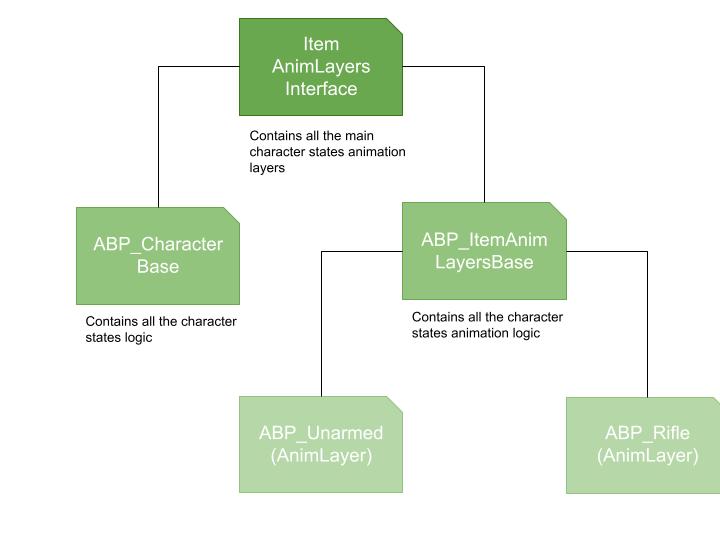 Item
AnimLayers
Interface
Contains all the main
character states animation
layers
ABP_Character
Base
Contains all the character
states logic
ABP_ItemAnim
LayersBase
Contains all the character
states animation logic
ABP_Unarmed
(AnimLayer)
ABP_Rifle
(AnimLayer)